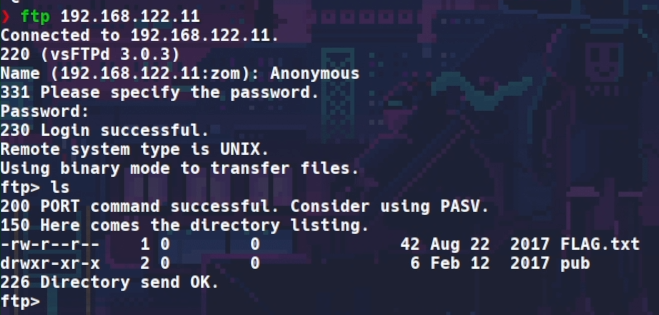 ❯ ftp 192.168.122.11
Connected to 192.168.122.11.
220 (vsFTPd 3.0.3)
Name (192.168.122.11:zom): Anonymous
331 Please specify the password.
Password:
230 Login successful.
Remote system type is UNIX.
Using binary mode to transfer files.
ftp> ls
200 PORT command successful. Consider using PASV.
150 Here comes the directory listing.
-rw-r--r--    1 0        0              42 Aug 22  2017 FLAG.txt
drwxr-xr-x    2 0        0               6 Feb 12  2017 pub
226 Directory send OK.
ftp>